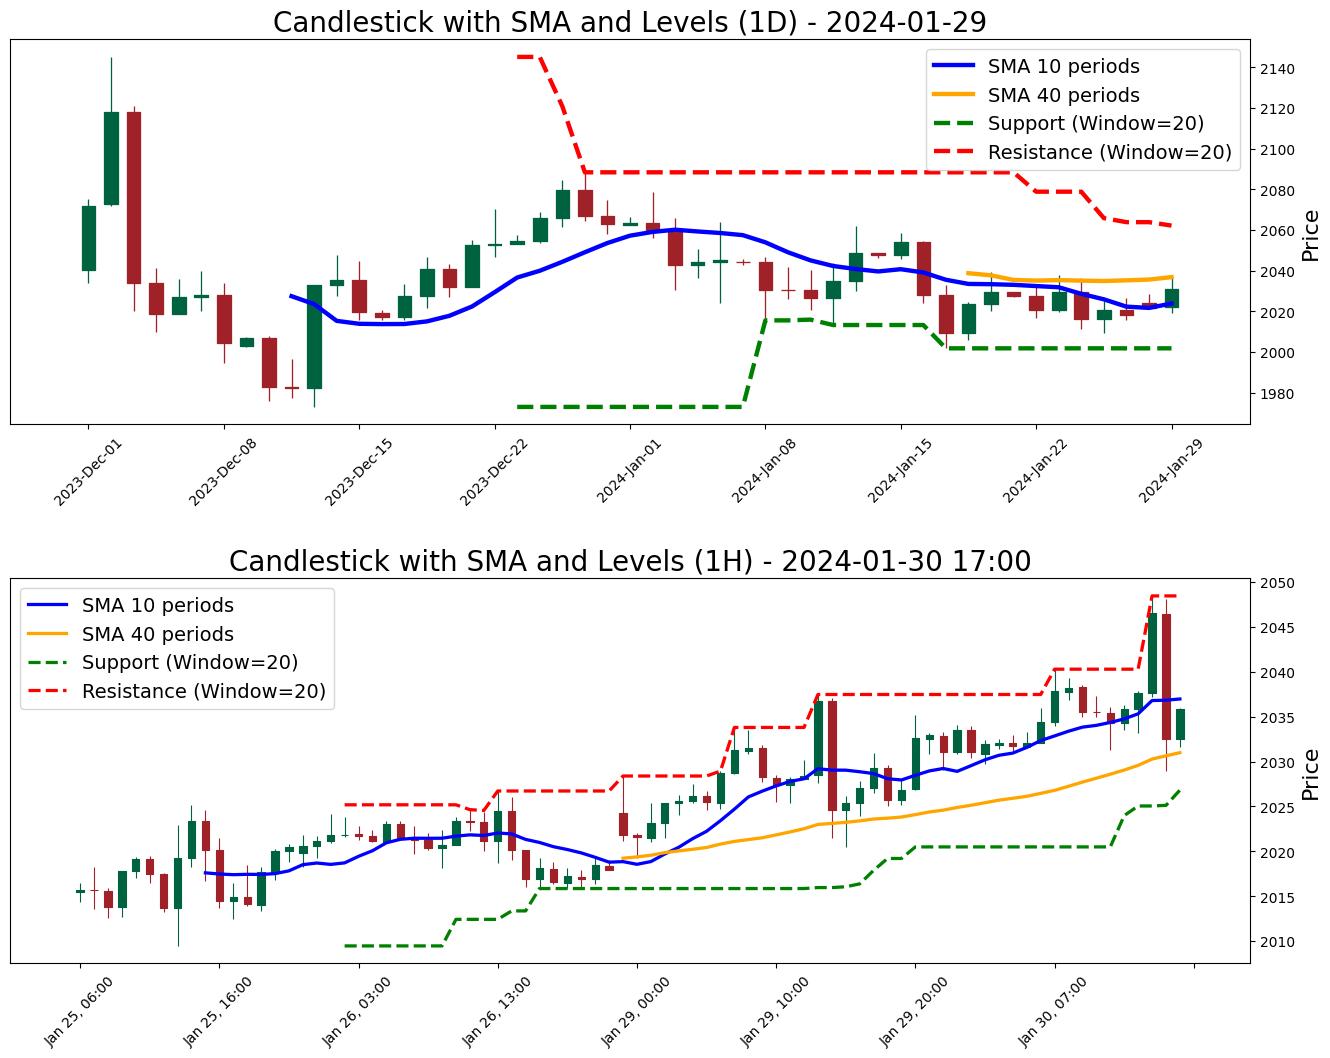 Candlestick with SMA and Levels (1D) - 2024-01-29
SMA 10 periods
SMA 40 periods
Support (Window=20)
Resistance (Window=20)
2140
2120
2100
2080
2060
2040
2020
2000
1980
Price
2023-Dec-01
2023-Dec-08
2023-Dec-15
2023-Dec-22
2024-Jan-01
2024-Jan-08
2024-Jan-15
2024-Jan-22
2024-Jan-29
Candlestick with SMA and Levels (1H) - 2024-01-30 17:00
SMA 10 periods
SMA 40 periods
Support (Window=20)
Resistance (Window=20)
2050
2045
2040
2035
2030
2025
2020
2015
2010
Price
Jan 25, 06:00
Jan 25, 16:00
Jan 26, 03:00
Jan 26, 13:00
Jan 29, 00:00
Jan 29, 10:00
Jan 29, 20:00
Jan 30, 07:00